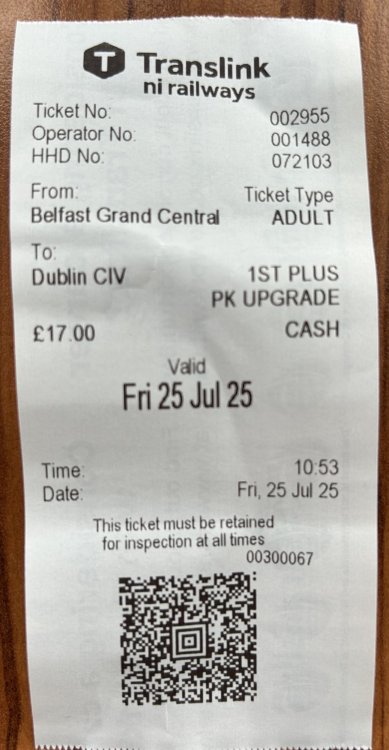 T Translink
ni railways
Ticket No: 002955
Operator No: 001488
HHD No: 072103
From: Ticket Type
Belfast Grand Central ADULT
To:
Dublin CIV 1ST PLUS
PK UPGRADE
£17.00 CASH
Valid
Fri 25 Jul 25
Time: 10:53
Date: Fri, 25 Jul 25
This ticket must be retained
for inspection at all times
00300067